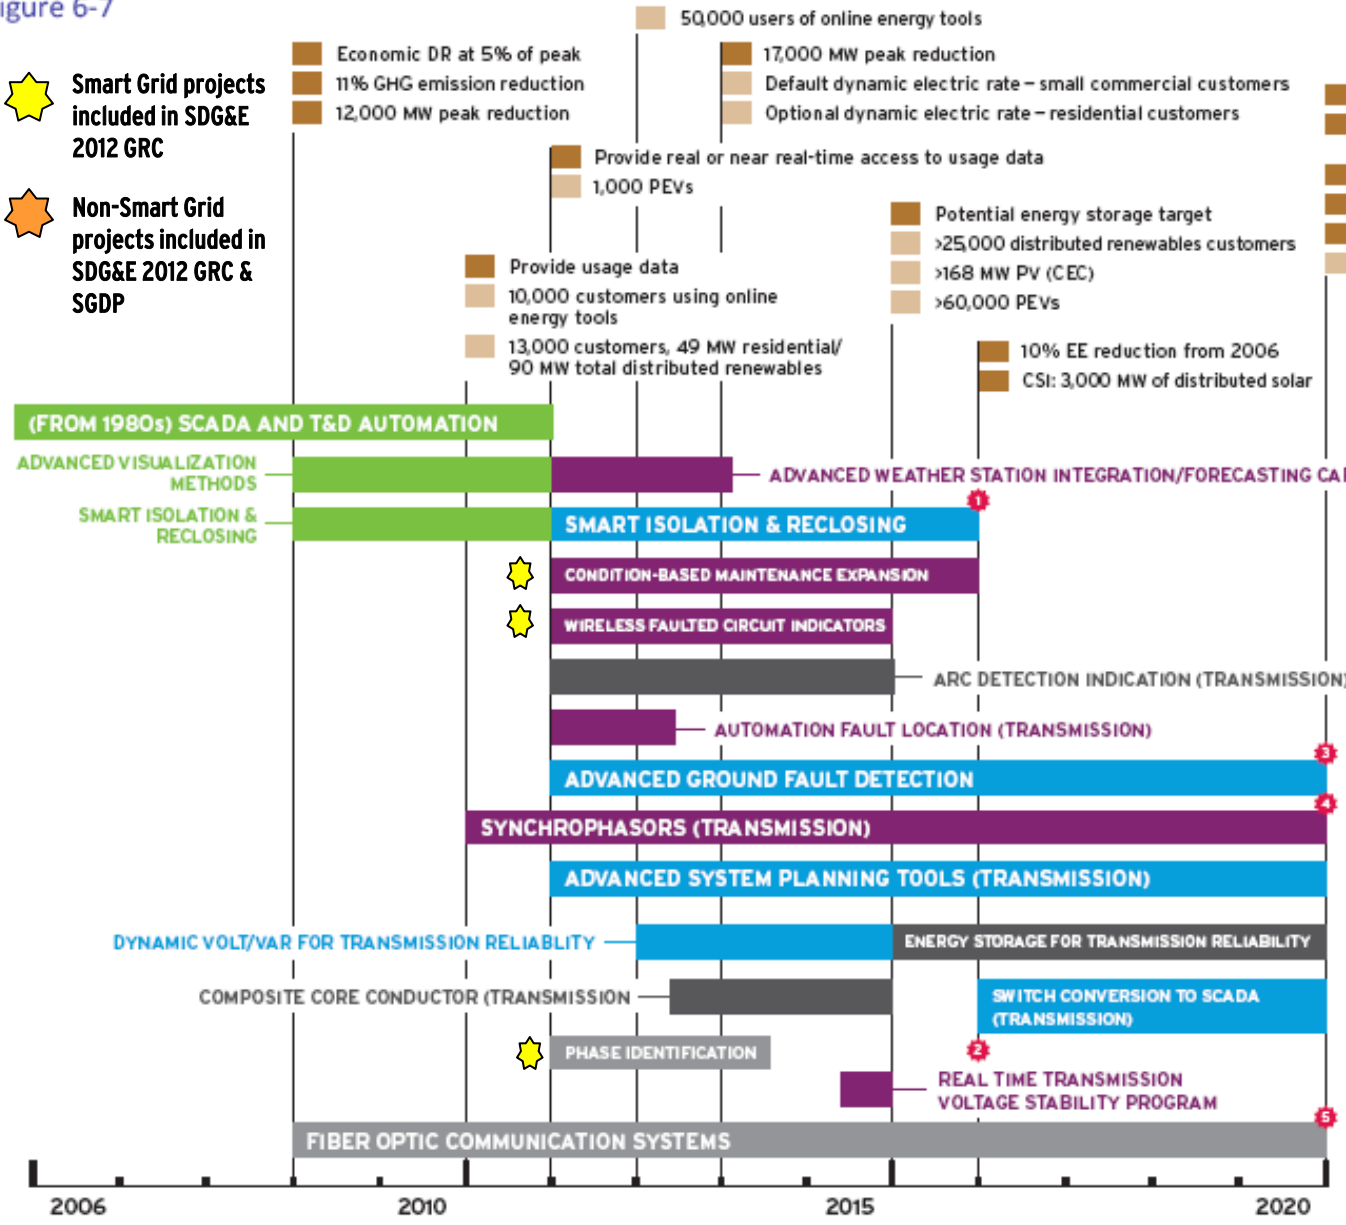 igure 6-7
Smart Grid projects
included in SDG&E
2012 GRC
Non-Smart Grid
projects included in
SDG&E 2012 GRC &
SGDP
50,000 users of online energy tools
Economic DR at 5% of peak
11% GHG emission reduction
12,000 MW peak reduction
17,000 MW peak reduction
Default dynamic electric rate – small commercial customers
Optional dynamic electric rate – residential customers
Provide real or near real-time access to usage data
1,000 PEVs
Potential energy storage target
>25,000 distributed renewables customers
>168 MW PV (CEC)
>60,000 PEVs
Provide usage data
10,000 customers using online
energy tools
13,000 customers, 49 MW residential/
90 MW total distributed renewables
10% EE reduction from 2006
CSI: 3,000 MW of distributed solar
(FROM 1980s) SCADA AND T&D AUTOMATION
ADVANCED VISUALIZATION
METHODS
ADVANCED WEATHER STATION INTEGRATION/FORECASTING CA
1
SMART ISOLATION &
RECLOSING
SMART ISOLATION & RECLOSING
CONDITION-BASED MAINTENANCE EXPANSION
WIRELESS FAULTED CIRCUIT INDICATORS
ARC DETECTION INDICATION (TRANSMISSION)
AUTOMATION FAULT LOCATION (TRANSMISSION)
3
ADVANCED GROUND FAULT DETECTION
4
SYNCHROPHASORS (TRANSMISSION)
ADVANCED SYSTEM PLANNING TOOLS (TRANSMISSION)
DYNAMIC VOLT/VAR FOR TRANSMISSION RELIABLITY
ENERGY STORAGE FOR TRANSMISSION RELIABILITY
COMPOSITE CORE CONDUCTOR (TRANSMISSION
SWITCH CONVERSION TO SCADA
(TRANSMISSION)
2
PHASE IDENTIFICATION
REAL TIME TRANSMISSION
VOLTAGE STABILITY PROGRAM
5
FIBER OPTIC COMMUNICATION SYSTEMS
2006 2010 2015 2020